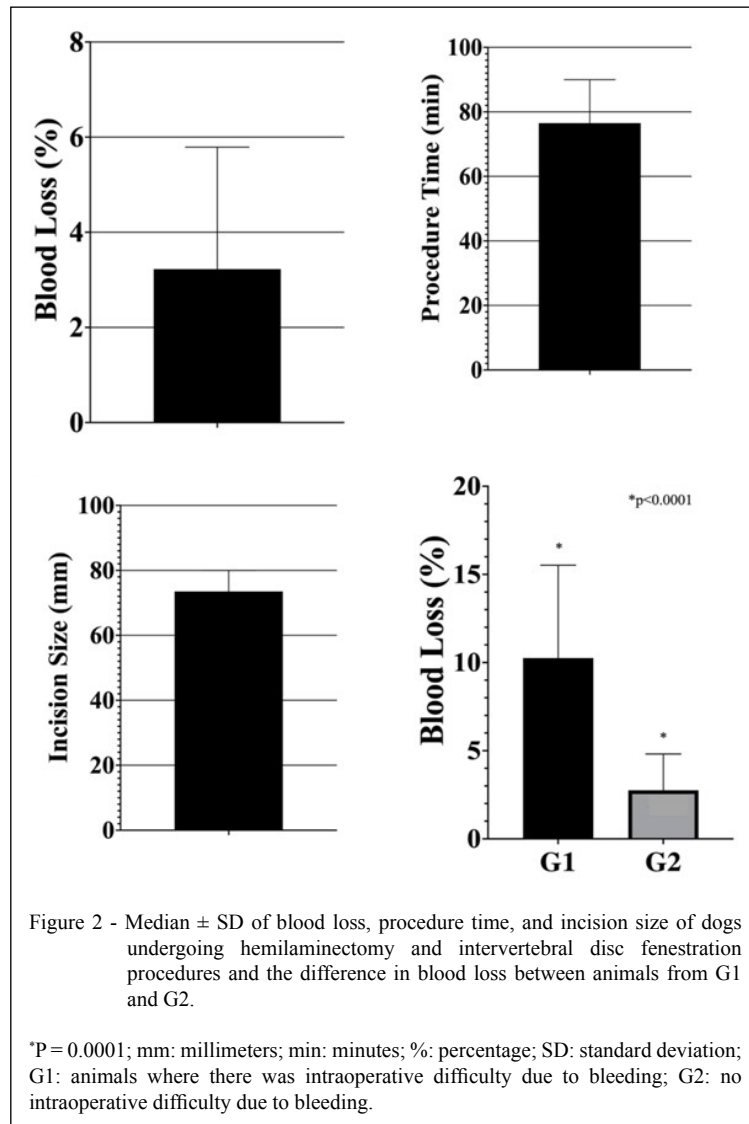 8
6
4
2
0
Blood Loss (%)
100
80
60
40
20
0
Procedure Time (min)
100
80
60
40
20
0
Incision Size (mm)
20
15
10
5
0
Blood Loss (%)
*p<0.0001
*
*
G1 G2
Figure 2 - Median ± SD of blood loss, procedure time, and incision size of dogs
undergoing hemilaminectomy and intervertebral disc fenestration
procedures and the difference in blood loss between animals from G1
and G2.
*P = 0.0001; mm: millimeters; min: minutes; %: percentage; SD: standard deviation;
G1: animals where there was intraoperative difficulty due to bleeding; G2: no
intraoperative difficulty due to bleeding.